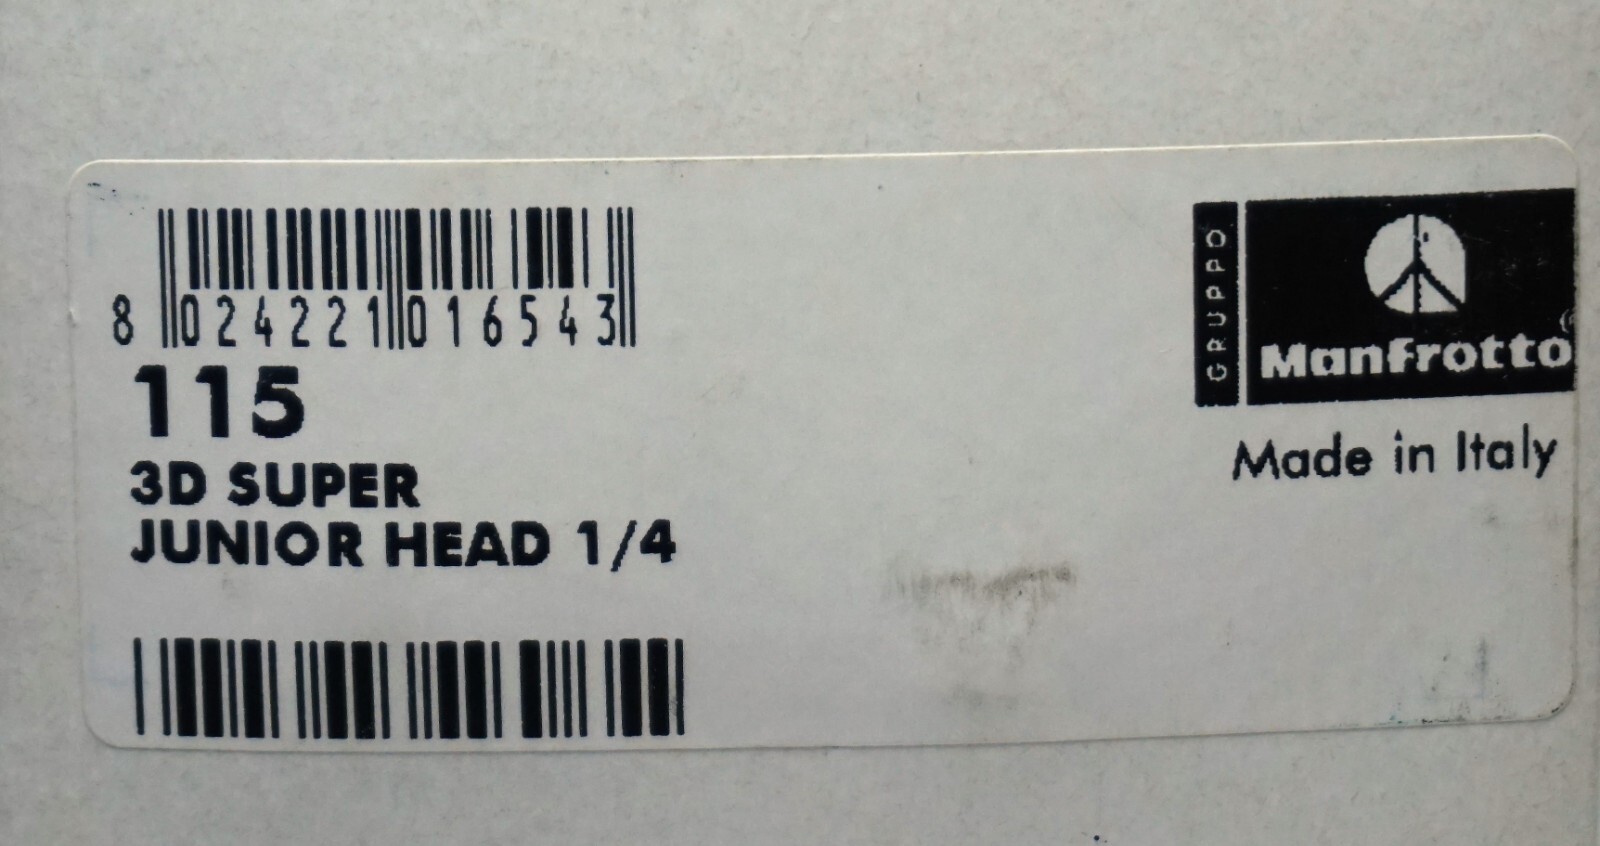 8 024221 016543
115
3D SUPER
JUNIOR HEAD 1/4
GRUPPO
Manfrotto®
Made in Italy